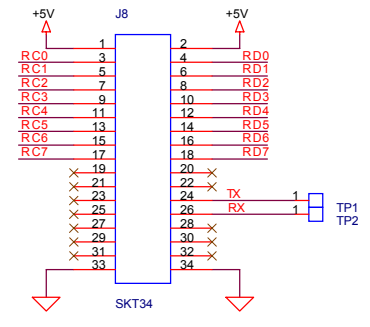 +5V J8 +5V
1 2
RC0 3 4 RD0
RC1 5 6 RD1
RC2 7 8 RD2
RC3 9 10 RD3
RC4 11 12 RD4
RC5 13 14 RD5
RC6 15 16 RD6
RC7 17 18 RD7
19 20
21 22
23 24 TX 1 TP1
25 26 RX 1 TP2
27 28
29 30
31 32
33 34
SKT34